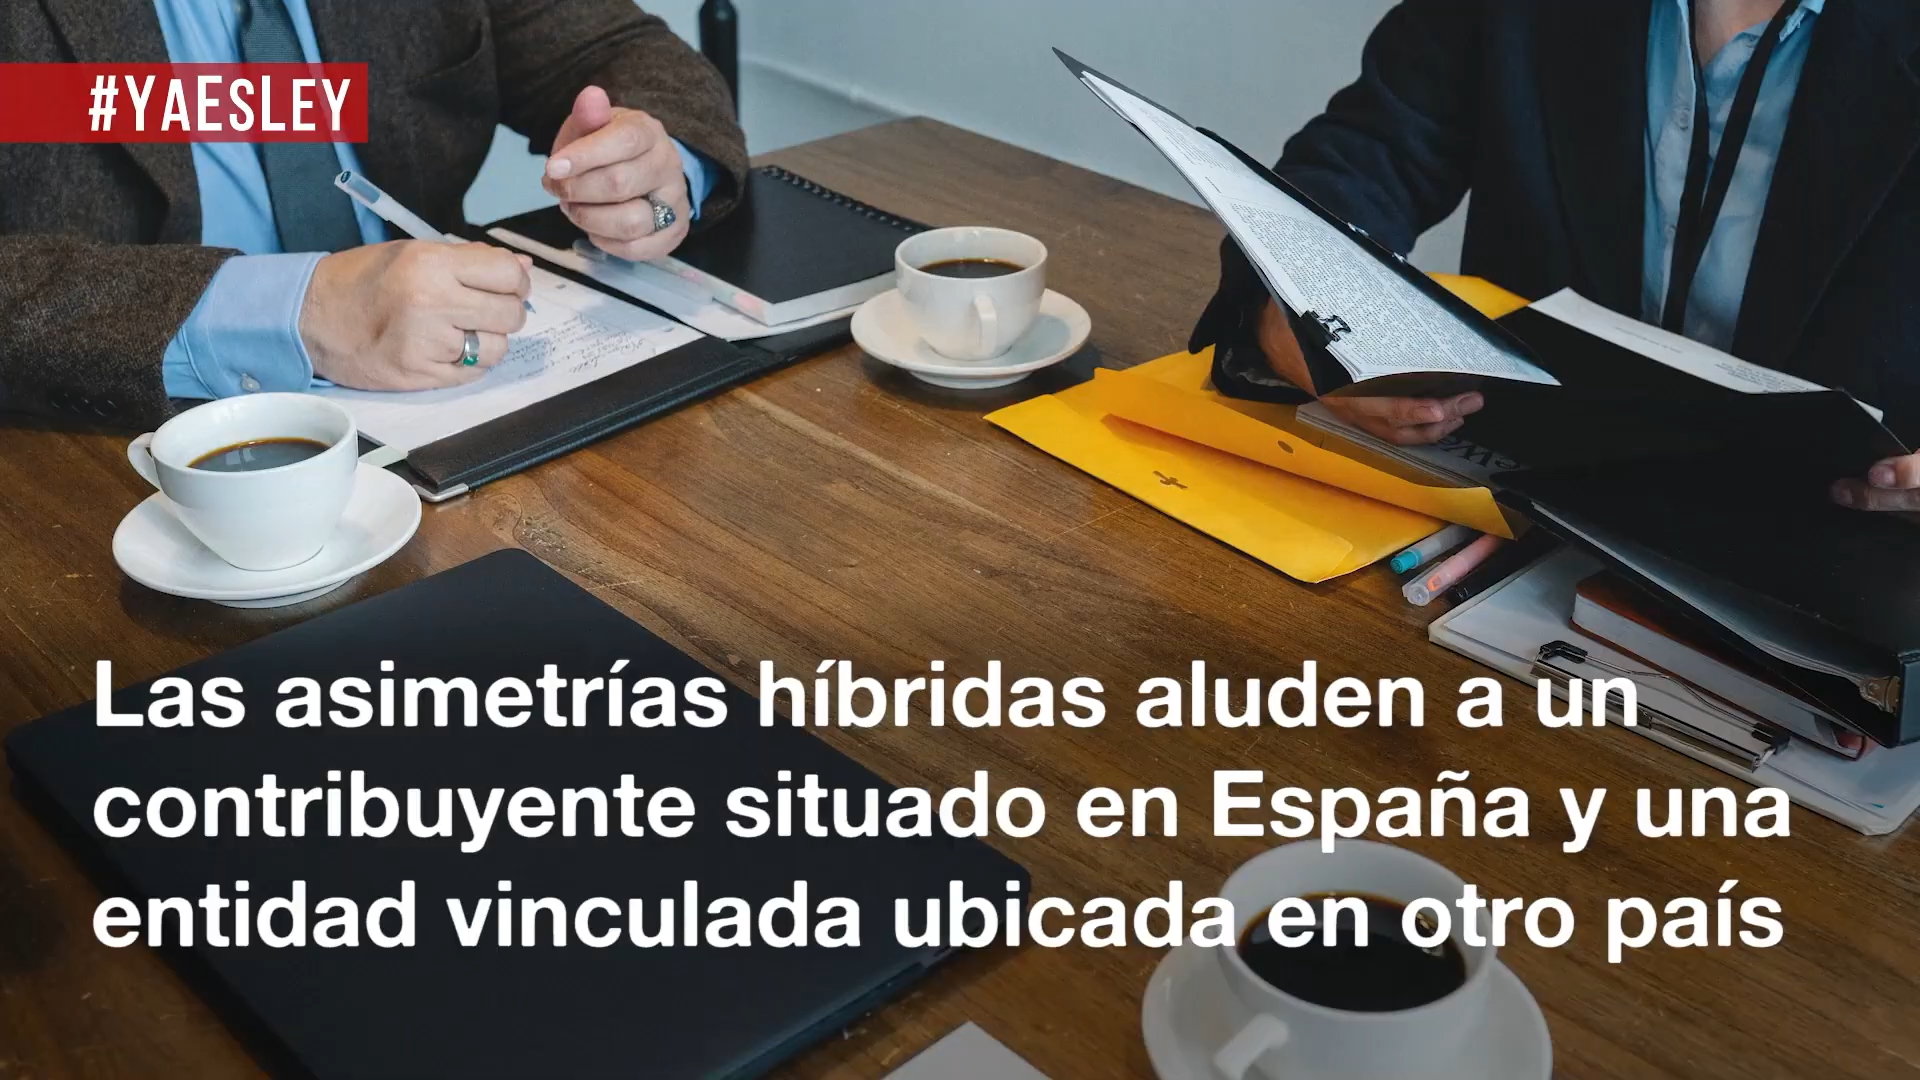 #YAESLEY
Las asimetrías híbridas aluden a un
contribuyente situado en España y una
entidad vinculada ubicada en otro país